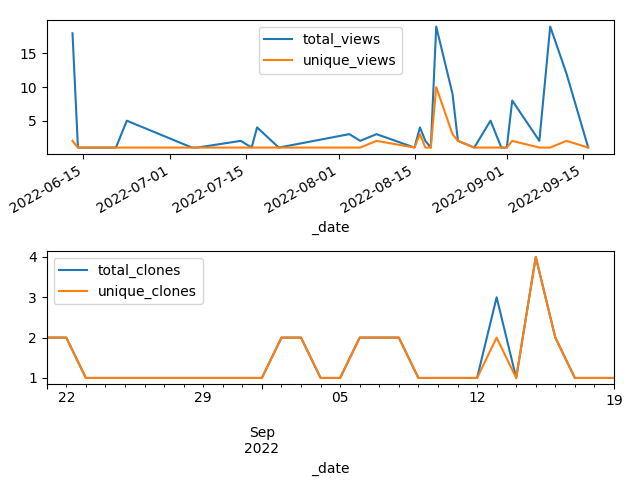 total_views
unique_views
15
10
5
2022-06-15
2022-07-01
2022-07-15
2022-08-01
2022-08-15
2022-09-01
2022-09-15
_date
total_clones
unique_clones
4
3
2
1
22
29
05
12
19
Sep
2022
_date